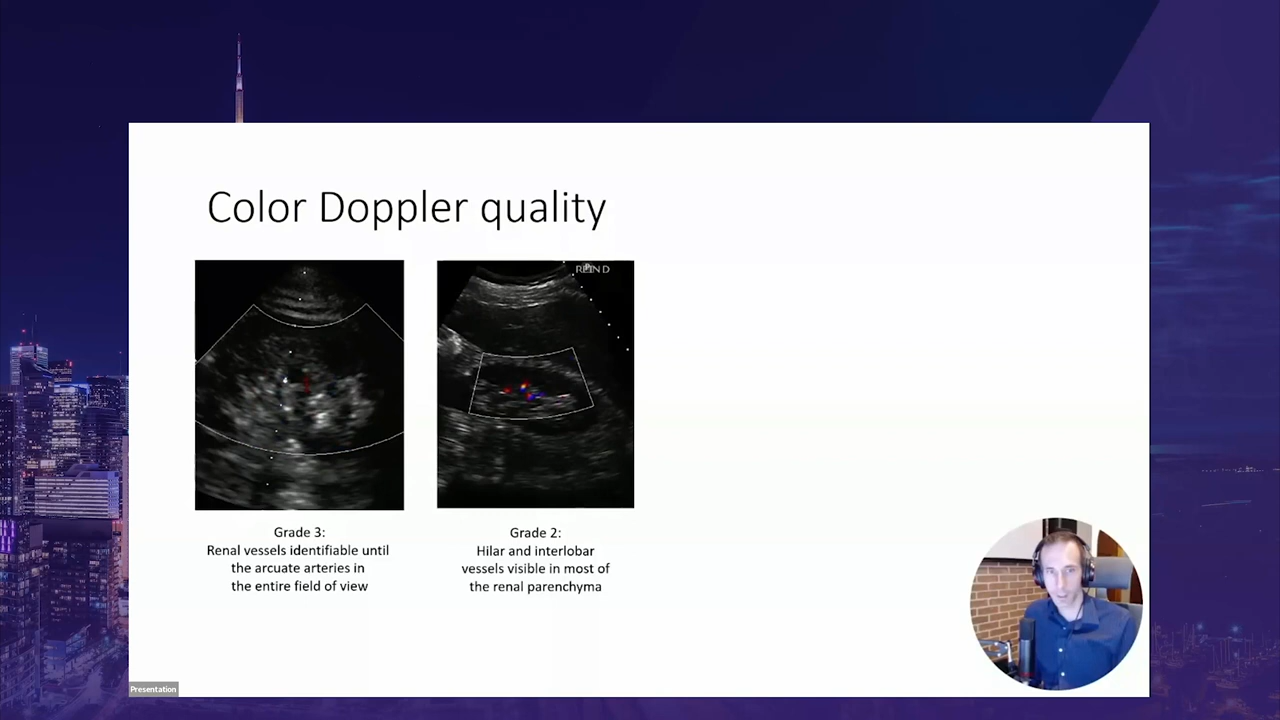 Color Doppler quality
Grade 3:
Renal vessels identifiable until
the arcuate arteries in
the entire field of view
Grade 2:
Hilar and interlobar
vessels visible in most of
the renal parenchyma
Presentation